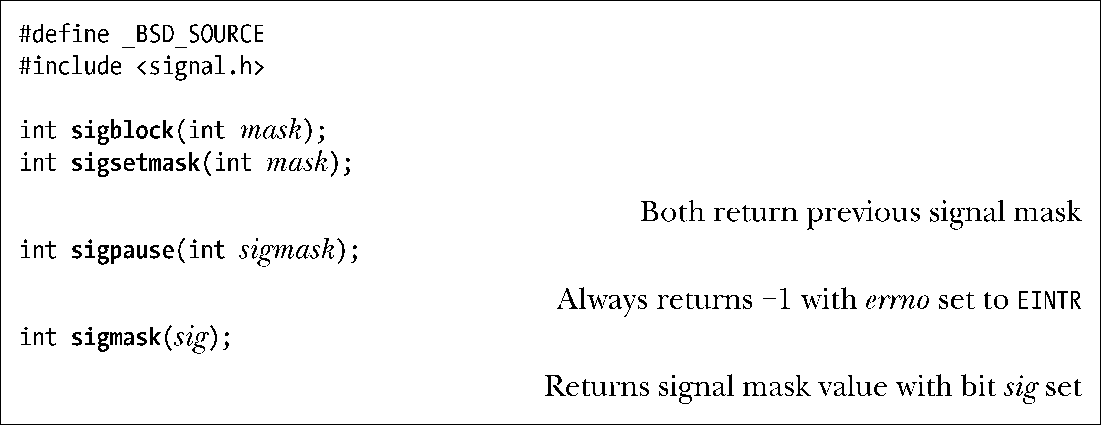 #define _BSD_SOURCE
#include <signal.h>
int sigblock(int mask);
int sigsetmask(int mask);
Both return previous signal mask
int sigpause(int sigmask);
Always returns –1 with errno set to EINTR
int sigmask(sig);
Returns signal mask value with bit sig set